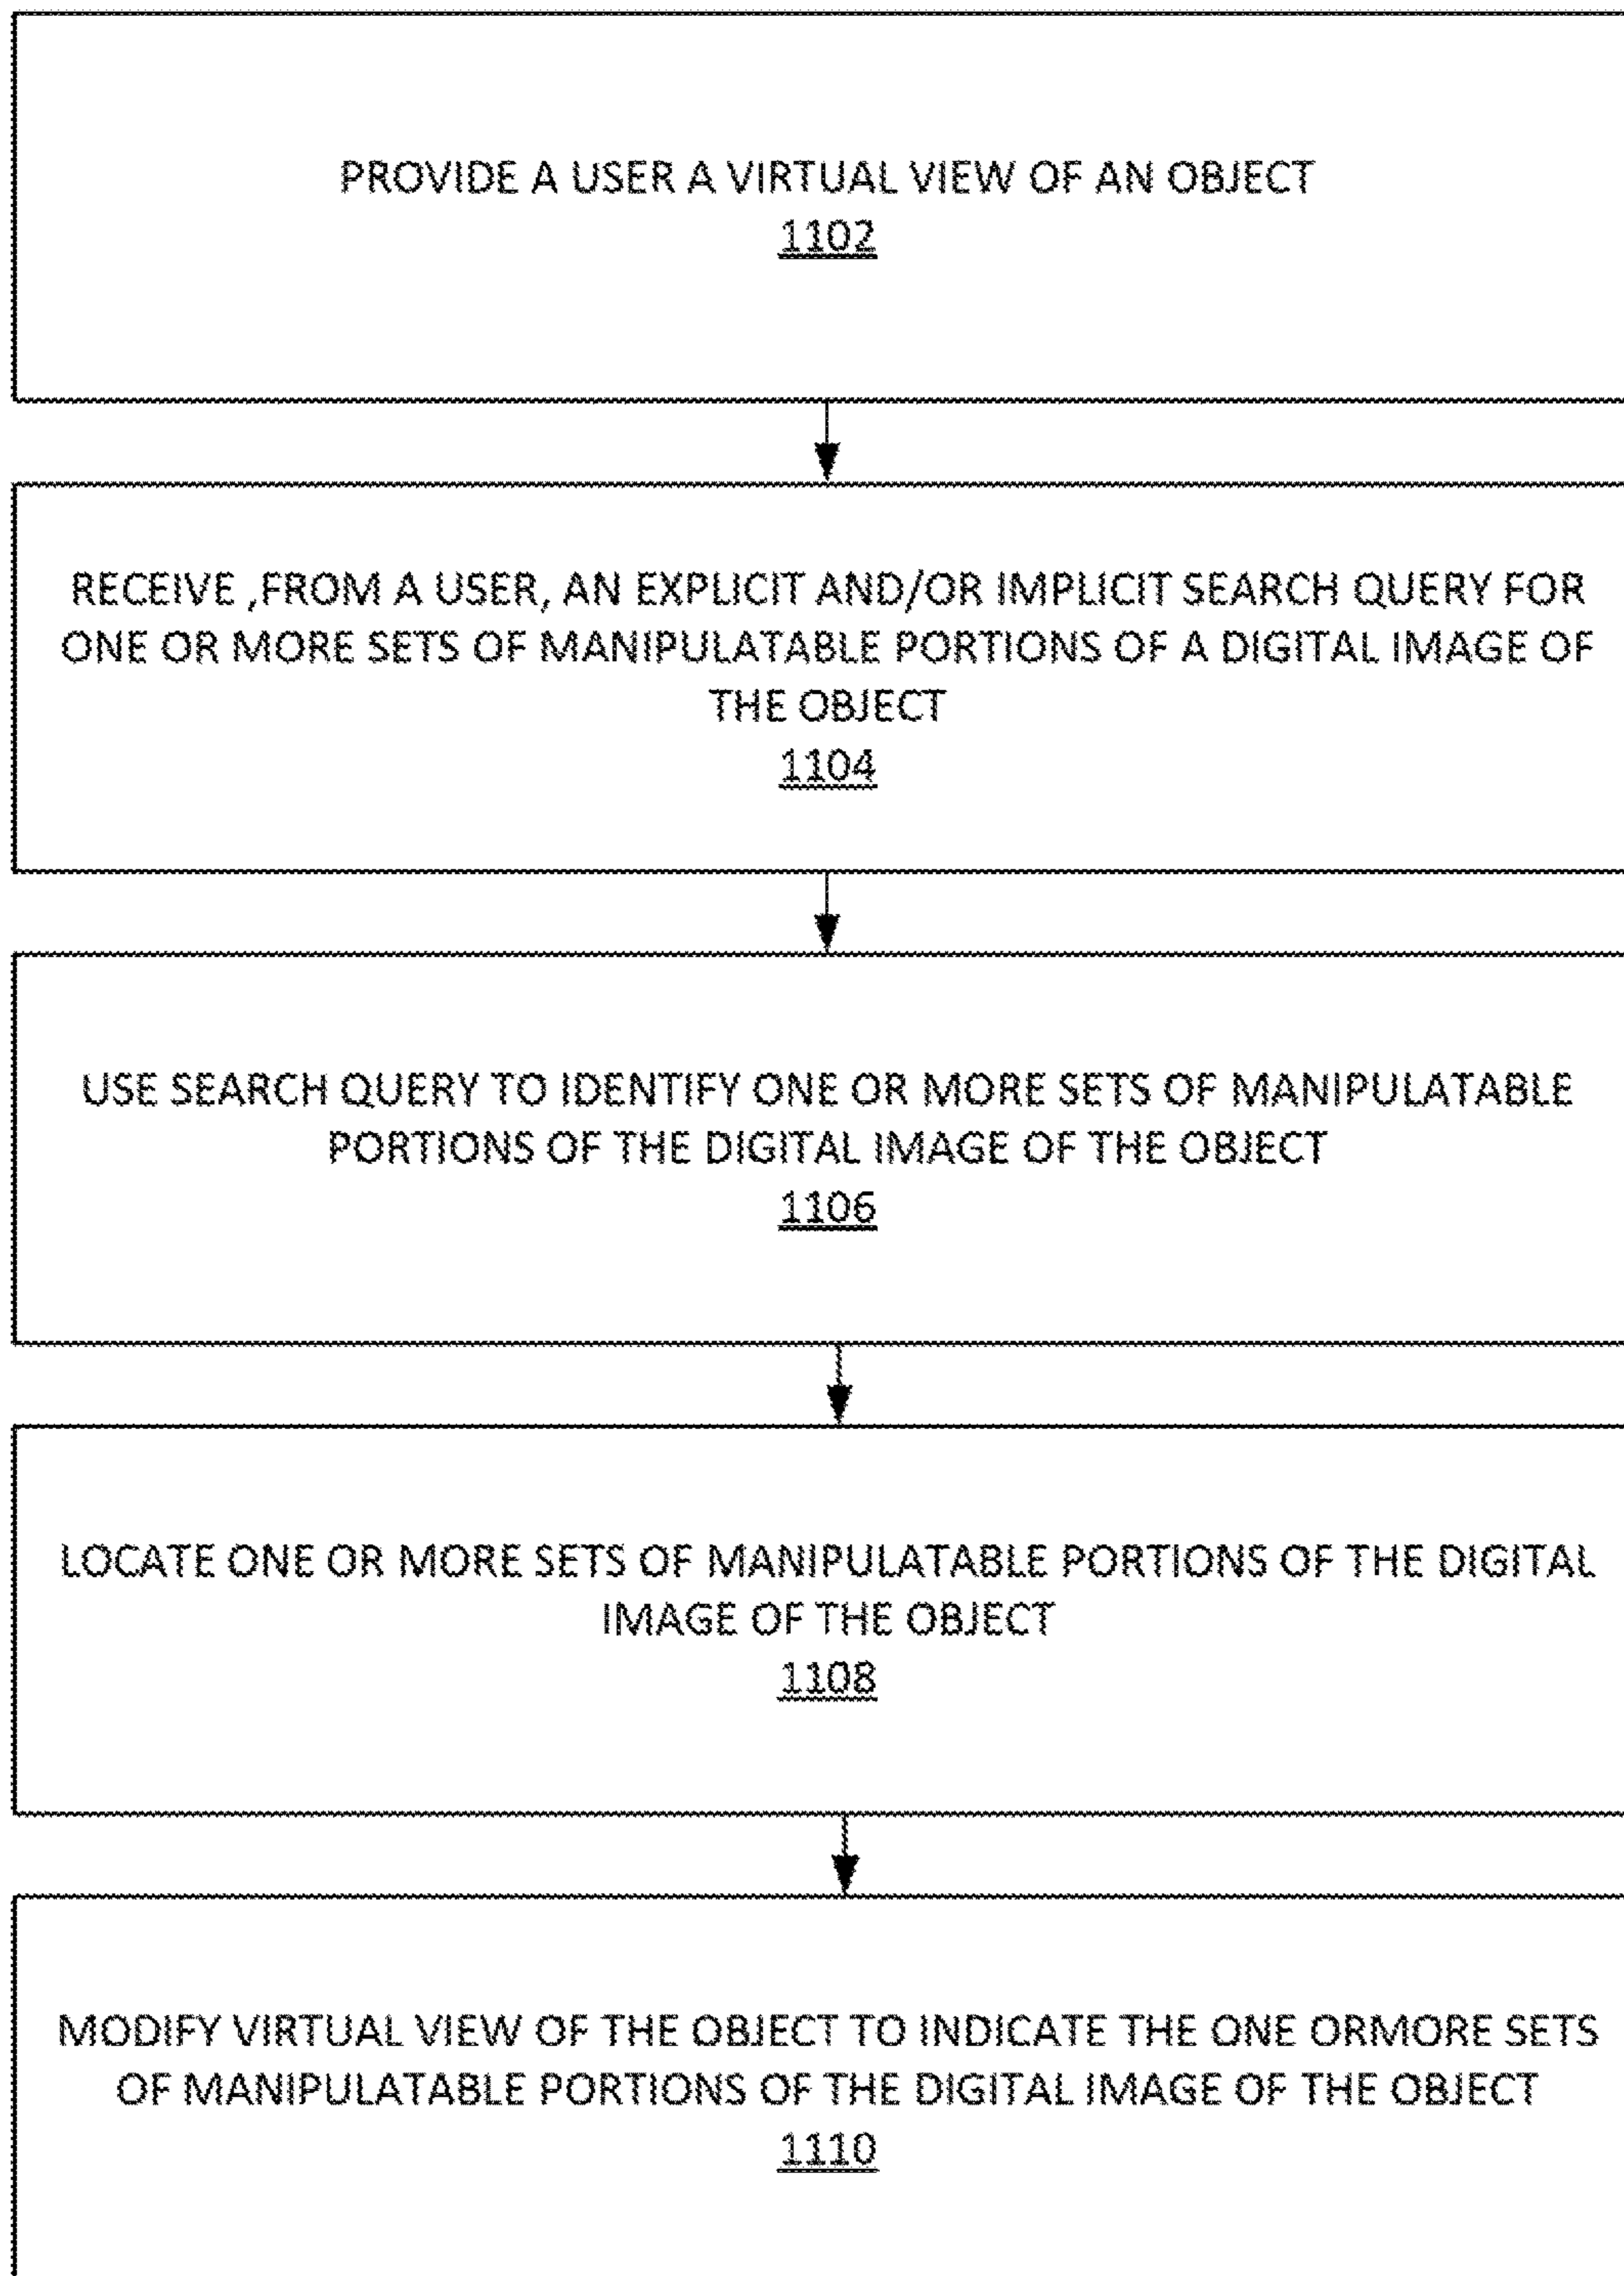 PROVIDE A USER A VIRTUAL VIEW OF AN OBJECT
1102
RECEIVE ,FROM A USER, AN EXPLICIT AND/OR IMPLICIT SEARCH QUERY FOR
ONE OR MORE SETS OF MANIPULATABLE PORTIONS OF A DIGITAL IMAGE OF
THE OBJECT
1104
USE SEARCH QUERY TO IDENTIFY ONE OR MORE SETS OF MANIPULATABLE
PORTIONS OF THE DIGITAL IMAGE OF THE OBJECT
1106
LOCATE ONE OR MORE SETS OF MANIPULATABLE PORTIONS OF THE DIGITAL
IMAGE OF THE OBJECT
1108
MODIFY VIRTUAL VIEW OF THE OBJECT TO INDICATE THE ONE ORMORE SETS
OF MANIPULATABLE PORTIONS OF THE DIGITAL IMAGE OF THE OBJECT
1110